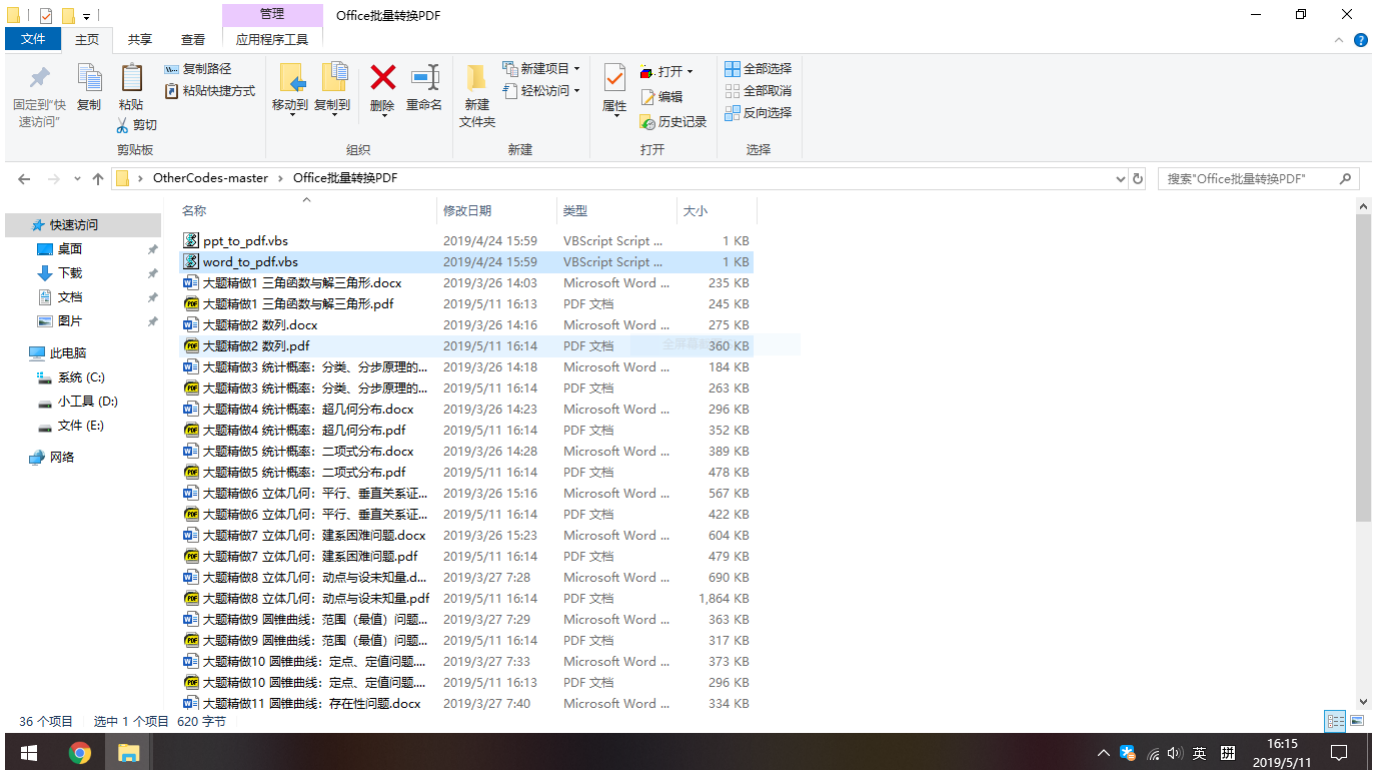 管理
Office批量转换PDF
文件
主页
共享
查看
应用程序工具
固定到"快速访问"
复制
粘贴
复制路径
粘贴快捷方式
剪切
剪贴板
移动到
复制到
删除
重命名
组织
新建文件夹
新建项目
轻松访问
新建
属性
打开
编辑
历史记录
打开
全部选择
全部取消
反向选择
选择
OtherCodes-master › Office批量转换PDF
搜索"Office批量转换PDF"
名称 修改日期 类型 大小
快速访问
桌面
下载
文档
图片
此电脑
系统 (C:)
小工具 (D:)
文件 (E:)
网络
ppt_to_pdf.vbs 2019/4/24 15:59 VBScript Script ... 1 KB
word_to_pdf.vbs 2019/4/24 15:59 VBScript Script ... 1 KB
大题精做1 三角函数与解三角形.docx 2019/3/26 14:03 Microsoft Word ... 235 KB
大题精做1 三角函数与解三角形.pdf 2019/5/11 16:13 PDF 文档 245 KB
大题精做2 数列.docx 2019/3/26 14:16 Microsoft Word ... 275 KB
大题精做2 数列.pdf 2019/5/11 16:14 PDF 文档 360 KB
大题精做3 统计概率：分类、分步原理的... 2019/3/26 14:18 Microsoft Word ... 184 KB
大题精做3 统计概率：分类、分步原理的... 2019/5/11 16:14 PDF 文档 263 KB
大题精做4 统计概率：超几何分布.docx 2019/3/26 14:23 Microsoft Word ... 296 KB
大题精做4 统计概率：超几何分布.pdf 2019/5/11 16:14 PDF 文档 352 KB
大题精做5 统计概率：二项式分布.docx 2019/3/26 14:28 Microsoft Word ... 389 KB
大题精做5 统计概率：二项式分布.pdf 2019/5/11 16:14 PDF 文档 478 KB
大题精做6 立体几何：平行、垂直关系证... 2019/3/26 15:16 Microsoft Word ... 567 KB
大题精做6 立体几何：平行、垂直关系证... 2019/5/11 16:14 PDF 文档 422 KB
大题精做7 立体几何：建系困难问题.docx 2019/3/26 15:23 Microsoft Word ... 604 KB
大题精做7 立体几何：建系困难问题.pdf 2019/5/11 16:14 PDF 文档 479 KB
大题精做8 立体几何：动点与设未知量.d... 2019/3/27 7:28 Microsoft Word ... 690 KB
大题精做8 立体几何：动点与设未知量.pdf 2019/5/11 16:14 PDF 文档 1,864 KB
大题精做9 圆锥曲线：范围（最值）问题... 2019/3/27 7:29 Microsoft Word ... 363 KB
大题精做9 圆锥曲线：范围（最值）问题... 2019/5/11 16:14 PDF 文档 317 KB
大题精做10 圆锥曲线：定点、定值问题.... 2019/3/27 7:33 Microsoft Word ... 373 KB
大题精做10 圆锥曲线：定点、定值问题.... 2019/5/11 16:13 PDF 文档 296 KB
大题精做11 圆锥曲线：存在性问题.docx 2019/3/27 7:40 Microsoft Word ... 334 KB
36 个项目 选中 1 个项目 620 字节
英 拼
16:15
2019/5/11